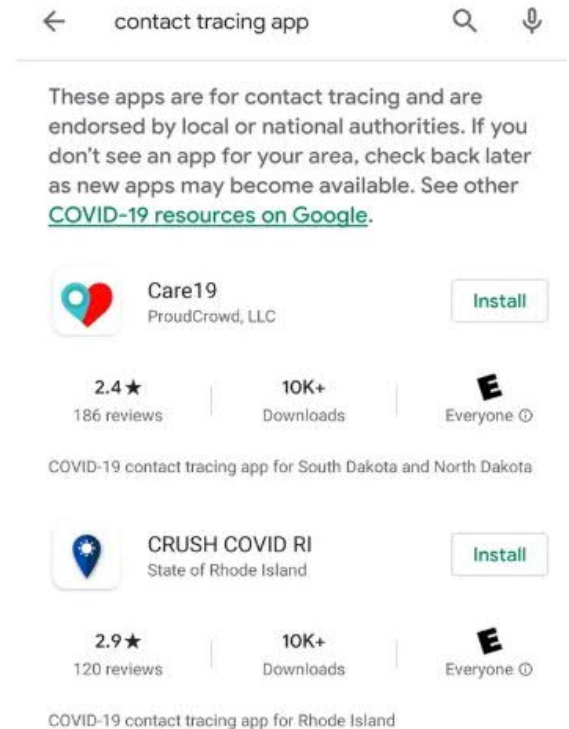 contact tracing app
These apps are for contact tracing and are
endorsed by local or national authorities. If you
don't see an app for your area, check back later
as new apps may become available. See other
COVID-19 resources on Google.
Care19
ProudCrowd, LLC
Install
2.4★ 10K+ E
186 reviews Downloads Everyone
COVID-19 contact tracing app for South Dakota and North Dakota
CRUSH COVID RI
State of Rhode Island
Install
2.9★ 10K+ E
120 reviews Downloads Everyone
COVID-19 contact tracing app for Rhode Island